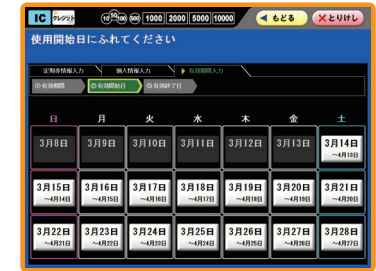 IC クレジット 10 50 100 500 1000 2000 5000 10000 もどる ×とりけし
使用開始日にふれてください
定期券情報入力 個人情報入力 ▶ 有効期間入力
①有効期間 ②有効開始日 ③有効終了日
日 月 火 水 木 金 土
3月8日 3月9日 3月10日 3月11日 3月12日 3月13日 3月14日
～4月13日
3月15日 3月16日 3月17日 3月18日 3月19日 3月20日 3月21日
～4月14日 ～4月15日 ～4月16日 ～4月17日 ～4月18日 ～4月19日 ～4月20日
3月22日 3月23日 3月24日 3月25日 3月26日 3月27日 3月28日
～4月21日 ～4月22日 ～4月23日 ～4月24日 ～4月25日 ～4月26日 ～4月27日